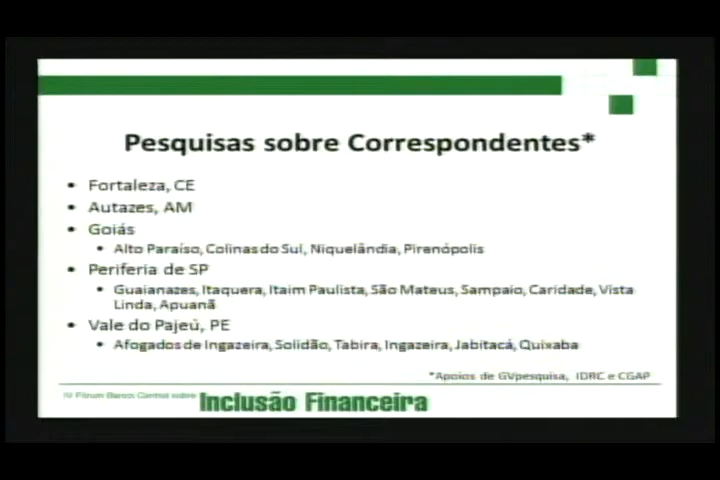 Pesquisas sobre Correspondentes*
• Fortaleza, CE
• Autazes, AM
• Goiás
• Alto Paraíso, Colinas do Sul, Niquelândia, Pirenópolis
• Periferia de SP
• Guaianazes, Itaquera, Itaim Paulista, São Mateus, Sampaio, Caridade, Vista
Linda, Apuanã
• Vale do Pajeú, PE
• Afogados de Ingazeira, Solidão, Tabira, Ingazeira, Jabitacá, Quixaba
*Apoios de GVpesquisa, IDRC e CGAP
IV Fórum Banco Central sobre
Inclusão Financeira